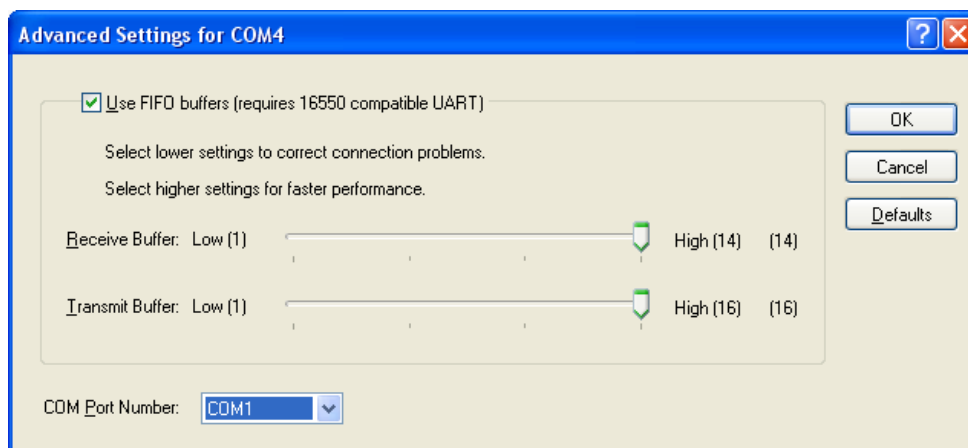 Advanced Settings for COM4
Use FIFO buffers (requires 16550 compatible UART)
OK
Select lower settings to correct connection problems.
Cancel
Select higher settings for faster performance.
Defaults
Receive Buffer: Low (1) High (14) (14)
Transmit Buffer: Low (1) High (16) (16)
COM Port Number: COM1